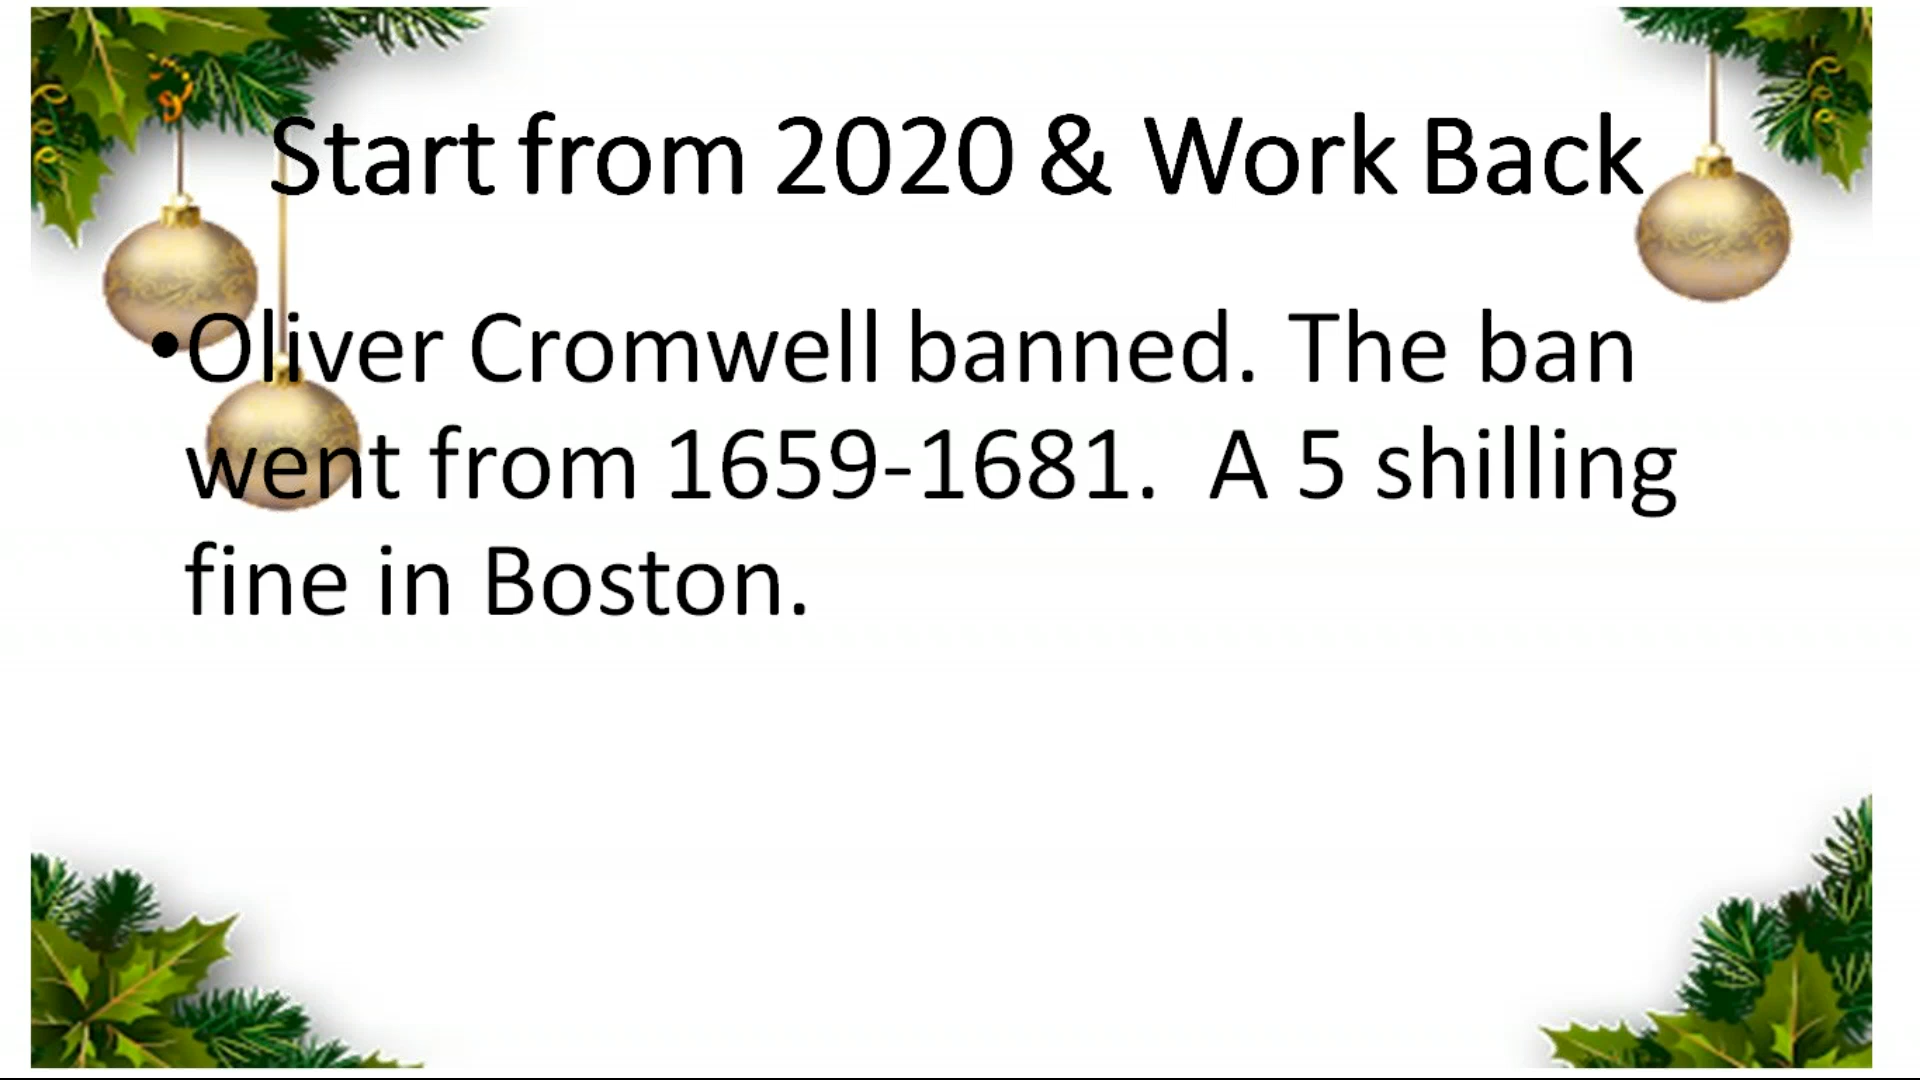 Start from 2020 & Work Back
•Oliver Cromwell banned. The ban
went from 1659-1681.  A 5 shilling
fine in Boston.